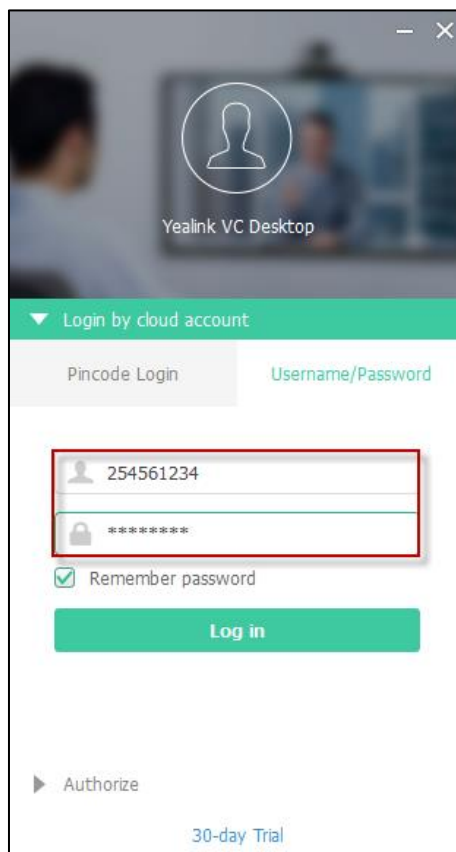 Yealink VC Desktop
Login by cloud account
Pincode Login Username/Password
254561234
********
Remember password
Log in
Authorize
30-day Trial